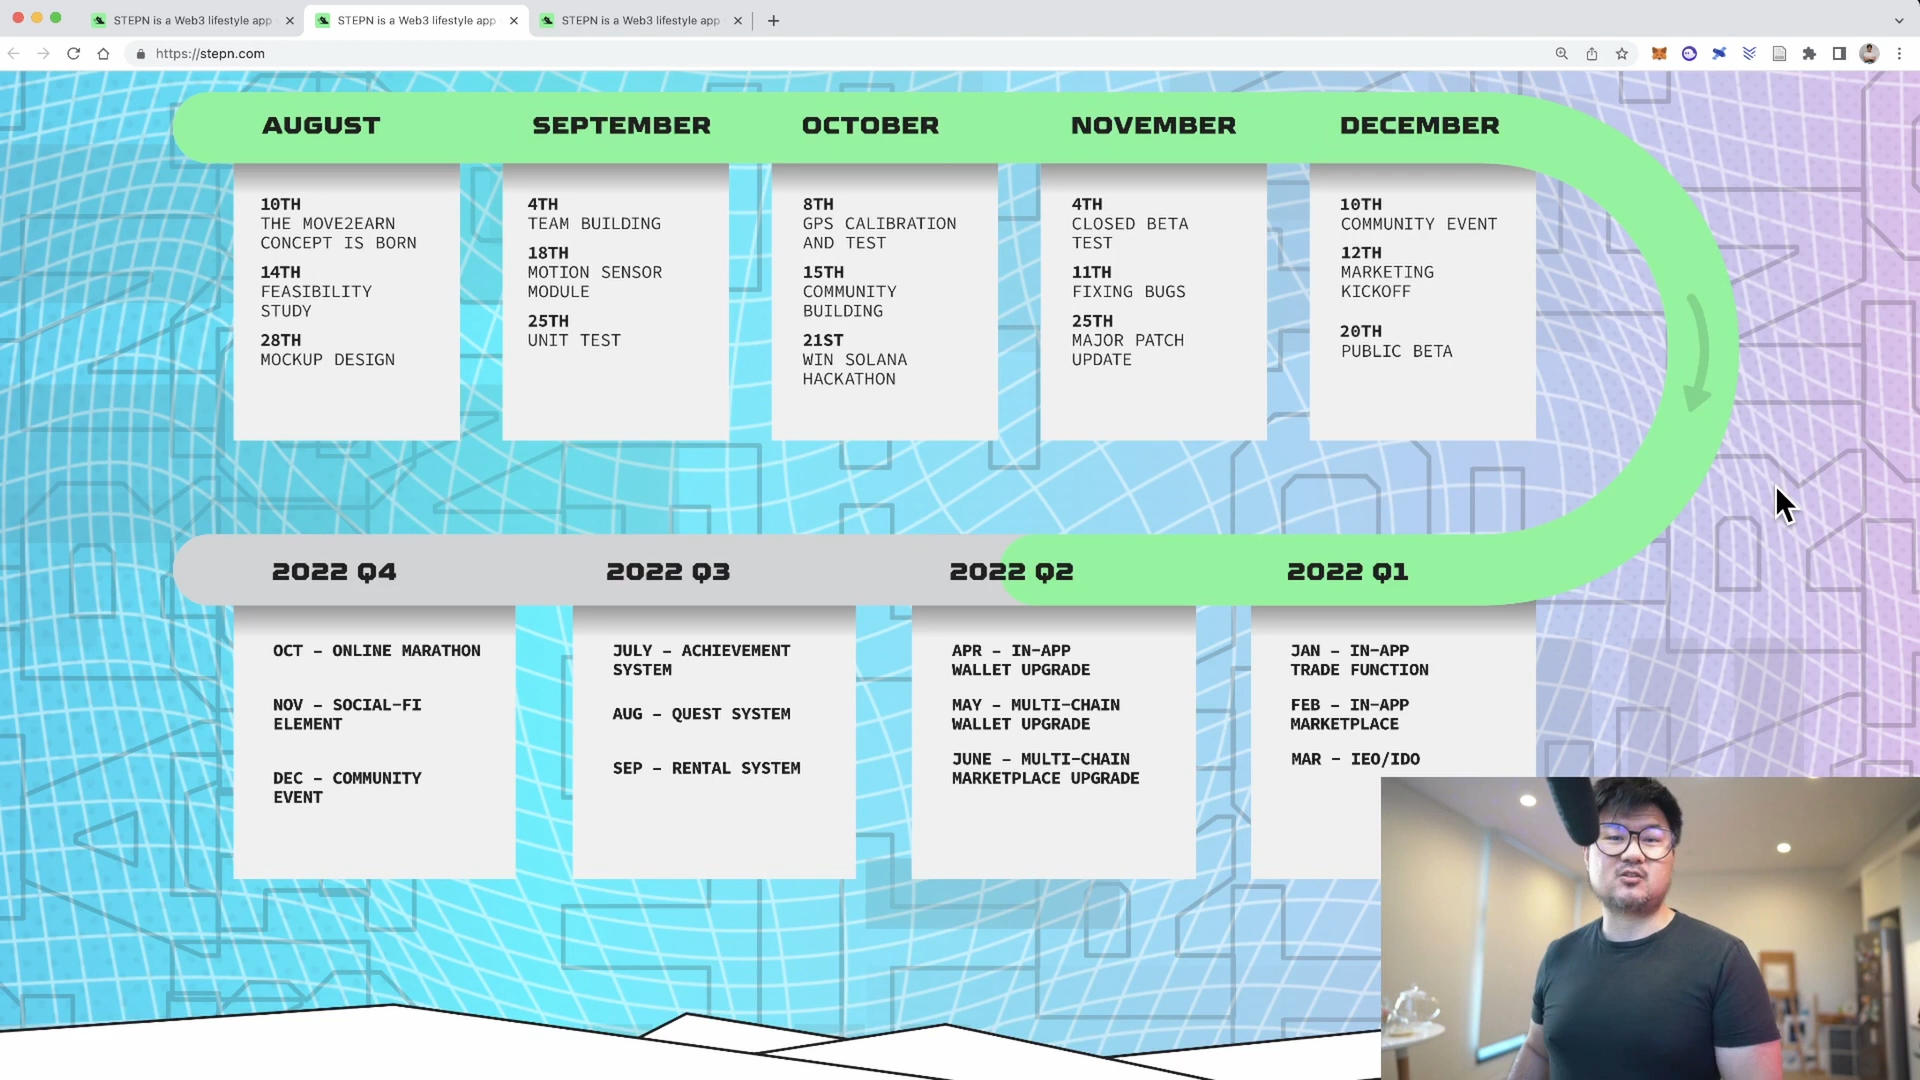 STEPN is a Web3 lifestyle app
STEPN is a Web3 lifestyle app
STEPN is a Web3 lifestyle app
https://stepn.com
AUGUST
SEPTEMBER
OCTOBER
NOVEMBER
DECEMBER
10TH
THE MOVE2EARN
CONCEPT IS BORN
14TH
FEASIBILITY
STUDY
28TH
MOCKUP DESIGN
4TH
TEAM BUILDING
18TH
MOTION SENSOR
MODULE
25TH
UNIT TEST
8TH
GPS CALIBRATION
AND TEST
15TH
COMMUNITY
BUILDING
21ST
WIN SOLANA
HACKATHON
4TH
CLOSED BETA
TEST
11TH
FIXING BUGS
25TH
MAJOR PATCH
UPDATE
10TH
COMMUNITY EVENT
12TH
MARKETING
KICKOFF
20TH
PUBLIC BETA
2022 Q4
2022 Q3
2022 Q2
2022 Q1
OCT – ONLINE MARATHON
NOV – SOCIAL-FI
ELEMENT
DEC – COMMUNITY
EVENT
JULY – ACHIEVEMENT
SYSTEM
AUG – QUEST SYSTEM
SEP – RENTAL SYSTEM
APR – IN-APP
WALLET UPGRADE
MAY – MULTI-CHAIN
WALLET UPGRADE
JUNE – MULTI-CHAIN
MARKETPLACE UPGRADE
JAN – IN-APP
TRADE FUNCTION
FEB – IN-APP
MARKETPLACE
MAR – IEO/IDO